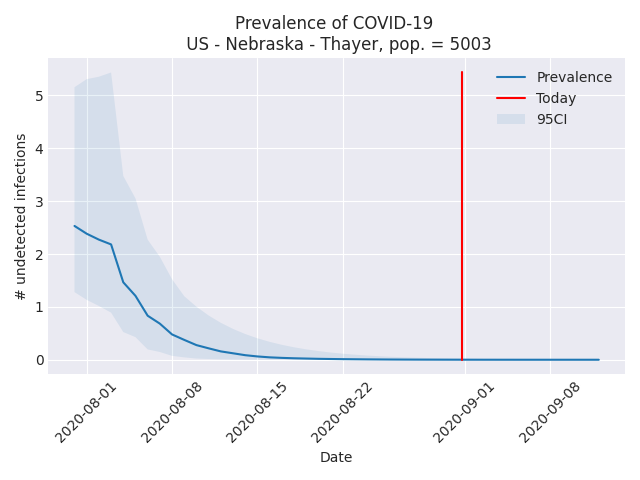 Prevalence of COVID-19
US - Nebraska - Thayer, pop. = 5003
Prevalence
Today
95CI
# undetected infections
5
4
3
2
1
0
2020-08-01
2020-08-08
2020-08-15
2020-08-22
2020-09-01
2020-09-08
Date